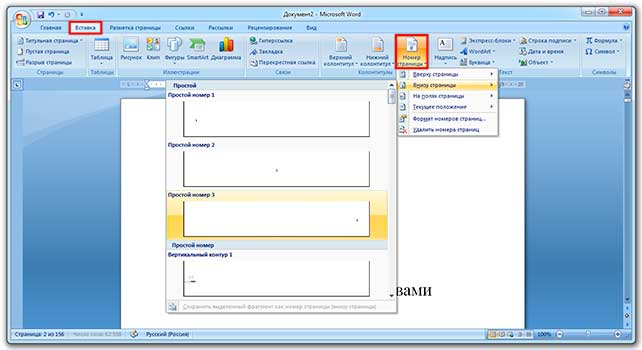 Документ2 - Microsoft Word
Главная Вставка Разметка страницы Ссылки Рассылки Рецензирование Вид
Титульная страница
Пустая страница
Разрыв страницы
Страницы
Таблица
Таблицы
Рисунок Клип Фигуры SmartArt Диаграмма
Иллюстрации
Гиперссылка
Закладка
Перекрестная ссылка
Связи
Верхний колонтитул
Нижний колонтитул
Номер страницы
Колонтитулы
Надпись
Экспресс-блоки
WordArt
Буквица
Строка подписи
Дата и время
Объект
Текст
Формула
Символ
Символы
Вверху страницы
Внизу страницы
На полях страницы
Текущее положение
Формат номеров страниц...
Удалить номера страниц
Простой
Простой номер 1
Простой номер 2
Простой номер 3
Простой номер
Вертикальный контур 1
Сохранить выделенный фрагмент как номер страницы (внизу страницы)
вами
Страница: 2 из 156 Число слов: 62 558 Русский (Россия) 100%